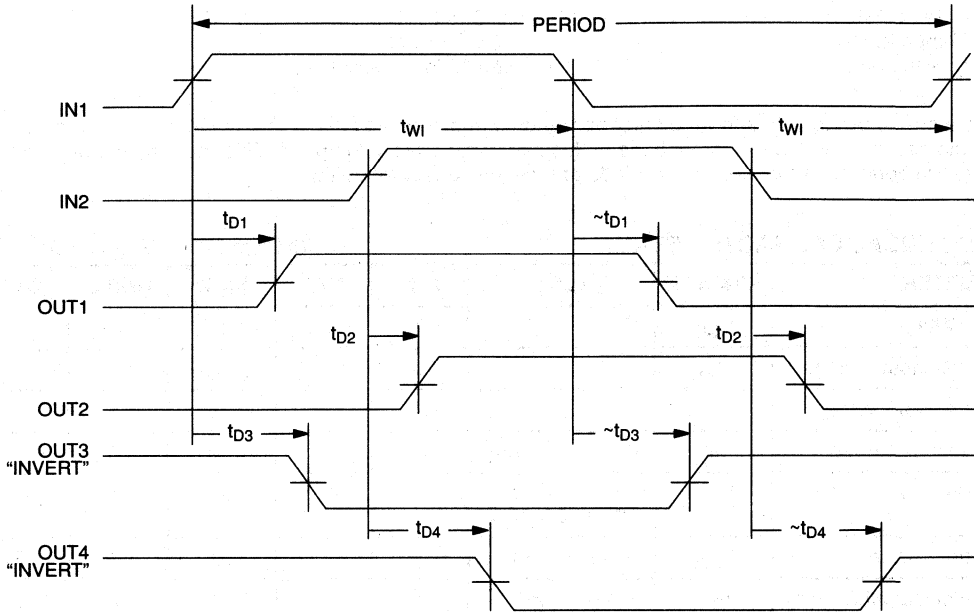 PERIOD
IN1
tWI tWI
IN2
tD1 ~tD1
OUT1
tD2 tD2
OUT2
tD3 ~tD3
OUT3
“INVERT”
tD4 ~tD4
OUT4
“INVERT”